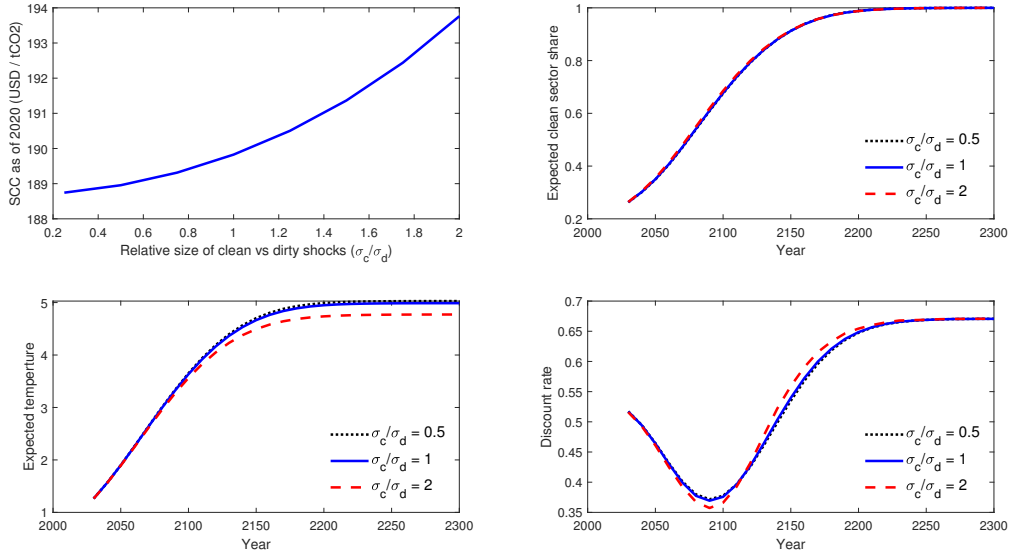 194
193
192
191
190
189
188
0.2 0.4 0.6 0.8 1 1.2 1.4 1.6 1.8 2
SCC as of 2020 (USD / tCO2)
Relative size of clean vs dirty shocks (σc/σd)
1
0.8
0.6
0.4
0.2
2000 2050 2100 2150 2200 2250 2300
Expected clean sector share
Year
σc/σd = 0.5
σc/σd = 1
σc/σd = 2
5
4
3
2
1
2000 2050 2100 2150 2200 2250 2300
Expected temperture
Year
σc/σd = 0.5
σc/σd = 1
σc/σd = 2
0.7
0.65
0.6
0.55
0.5
0.45
0.4
0.35
2000 2050 2100 2150 2200 2250 2300
Discount rate
Year
σc/σd = 0.5
σc/σd = 1
σc/σd = 2